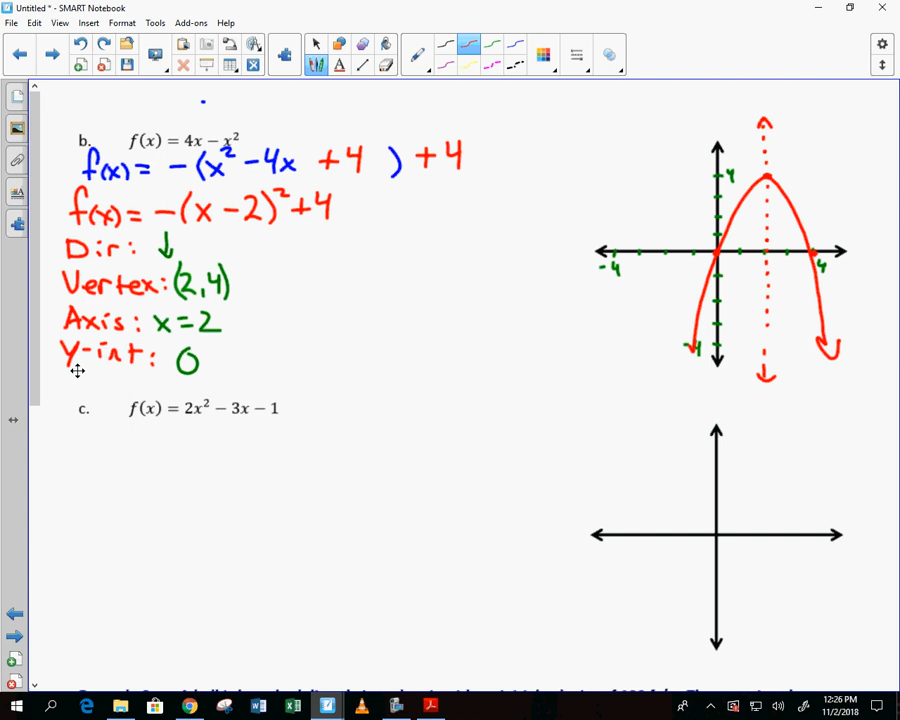 Untitled * - SMART Notebook
File Edit View Insert Format Tools Add-ons Help
b. f(x) = 4x − x²
f(x) = −(x² − 4x + 4 ) + 4
f(x) = −(x − 2)² + 4
Dir: ↓
Vertex: (2,4)
Axis: x = 2
Y-int: 0
4
-4
4
-4
c. f(x) = 2x² − 3x − 1
12:26 PM
11/2/2018